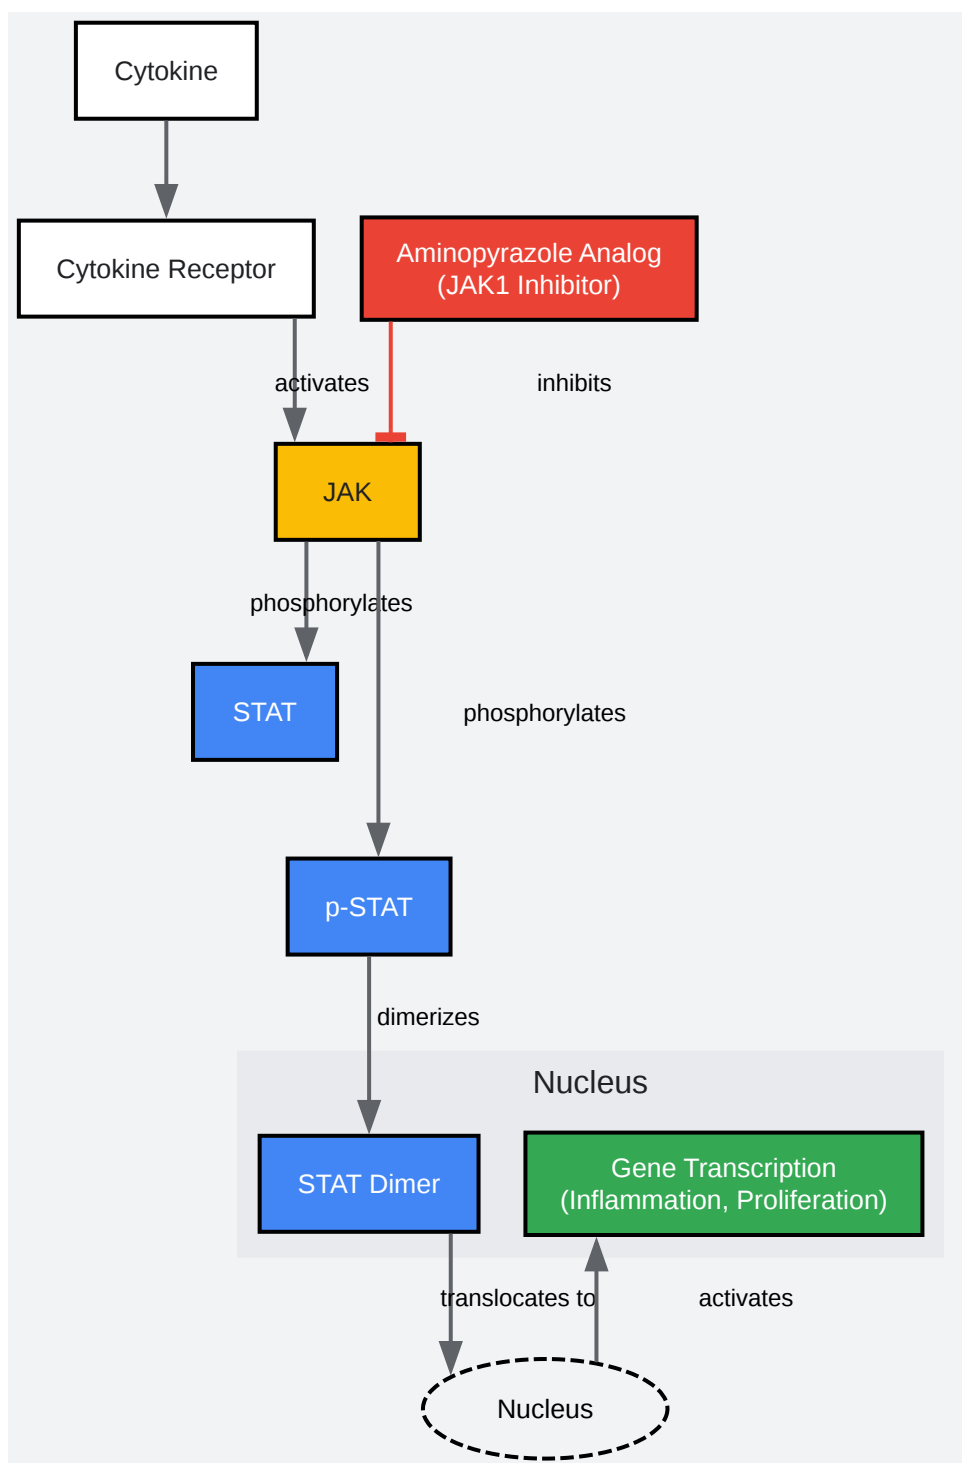 Cytokine
Cytokine Receptor
Aminopyrazole Analog
(JAK1 Inhibitor)
activates
inhibits
JAK
phosphorylates
STAT
phosphorylates
p-STAT
dimerizes
Nucleus
STAT Dimer
Gene Transcription
(Inflammation, Proliferation)
translocates to
activates
Nucleus